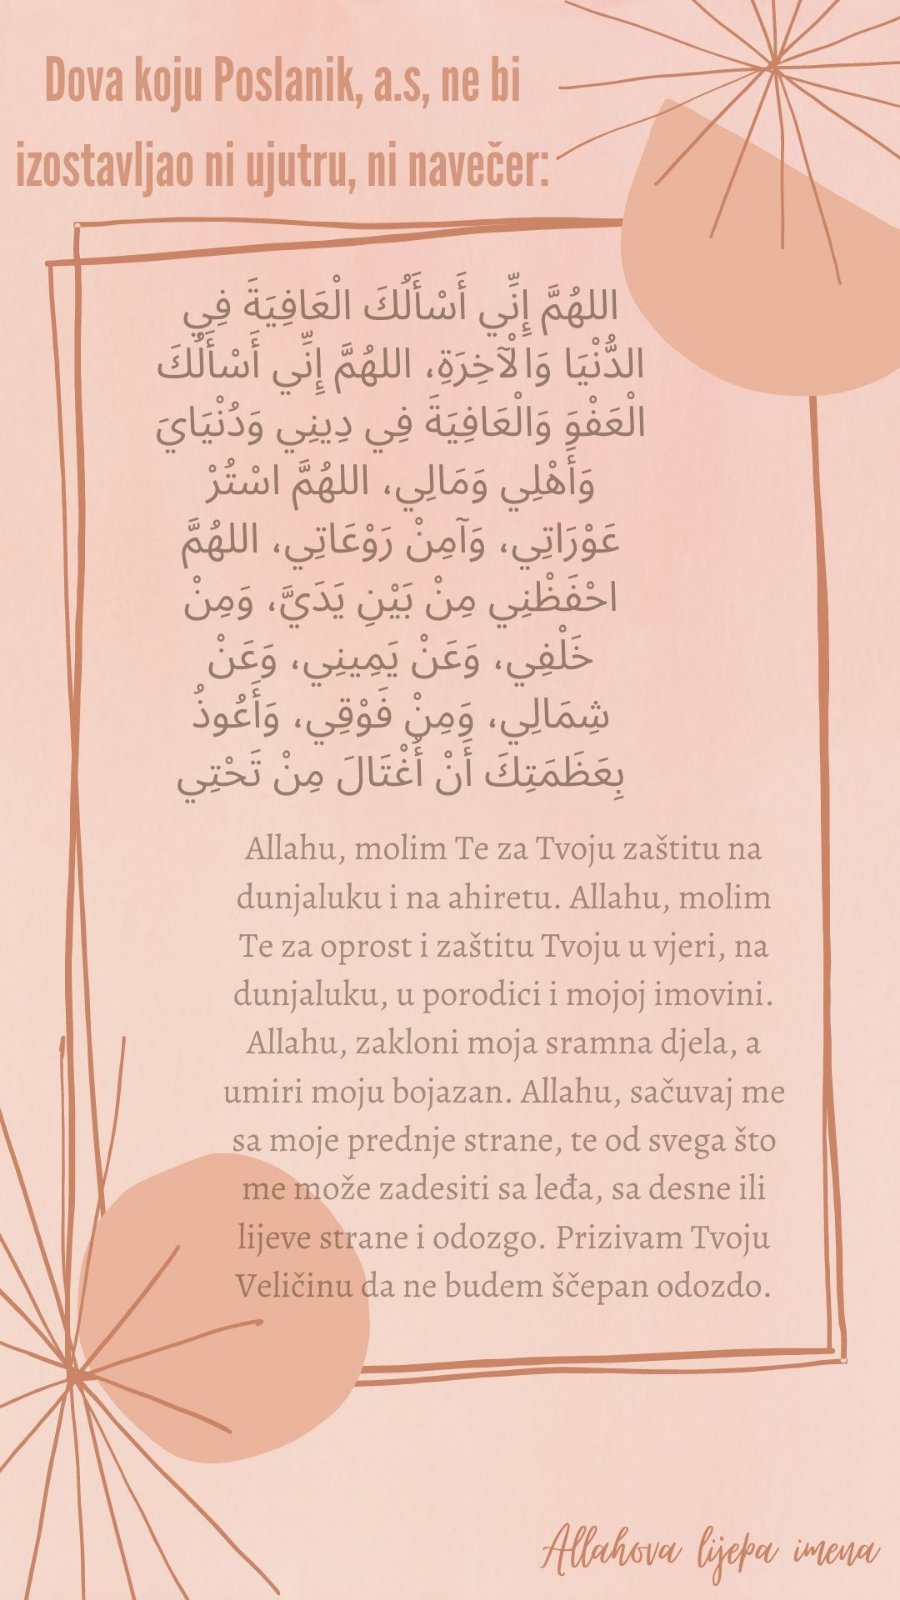 Dova koju Poslanik, a.s, ne bi
izostavljao ni ujutru, ni navečer:
اللهُمَّ إِنِّي أَسْأَلُكَ الْعَافِيَةَ فِي
الدُّنْيَا وَالْآخِرَةِ، اللهُمَّ إِنِّي أَسْأَلُكَ
الْعَفْوَ وَالْعَافِيَةَ فِي دِينِي وَدُنْيَايَ
وَأَهْلِي وَمَالِي، اللهُمَّ اسْتُرْ
عَوْرَاتِي، وَآمِنْ رَوْعَاتِي، اللهُمَّ
احْفَظْنِي مِنْ بَيْنِ يَدَيَّ، وَمِنْ
خَلْفِي، وَعَنْ يَمِينِي، وَعَنْ
شِمَالِي، وَمِنْ فَوْقِي، وَأَعُوذُ
بِعَظَمَتِكَ أَنْ أُغْتَالَ مِنْ تَحْتِي
Allahu, molim Te za Tvoju zaštitu na
dunjaluku i na ahiretu. Allahu, molim
Te za oprost i zaštitu Tvoju u vjeri, na
dunjaluku, u porodici i mojoj imovini.
Allahu, zakloni moja sramna djela, a
umiri moju bojazan. Allahu, sačuvaj me
sa moje prednje strane, te od svega što
me može zadesiti sa leđa, sa desne ili
lijeve strane i odozgo. Prizivam Tvoju
Veličinu da ne budem ščepan odozdo.
Allahova lijepa imena